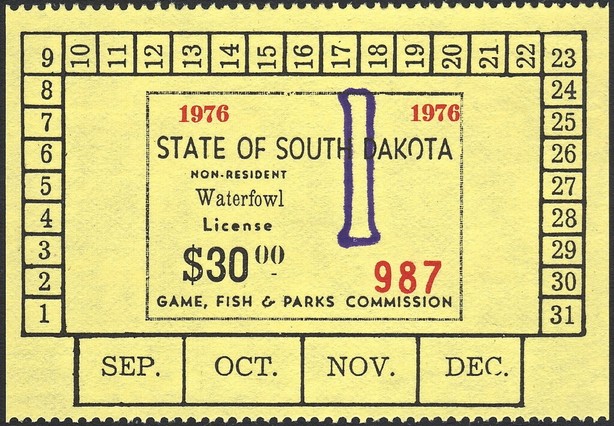 9 10 11 12 13 14 15 16 17 18 19 20 21 22 23
8 24
7 25
6 26
5 27
4 28
3 29
2 30
1 31
1976 1976
STATE OF SOUTH DAKOTA
NON-RESIDENT
Waterfowl
License
$30 00
987
GAME, FISH & PARKS COMMISSION
SEP. OCT. NOV. DEC.